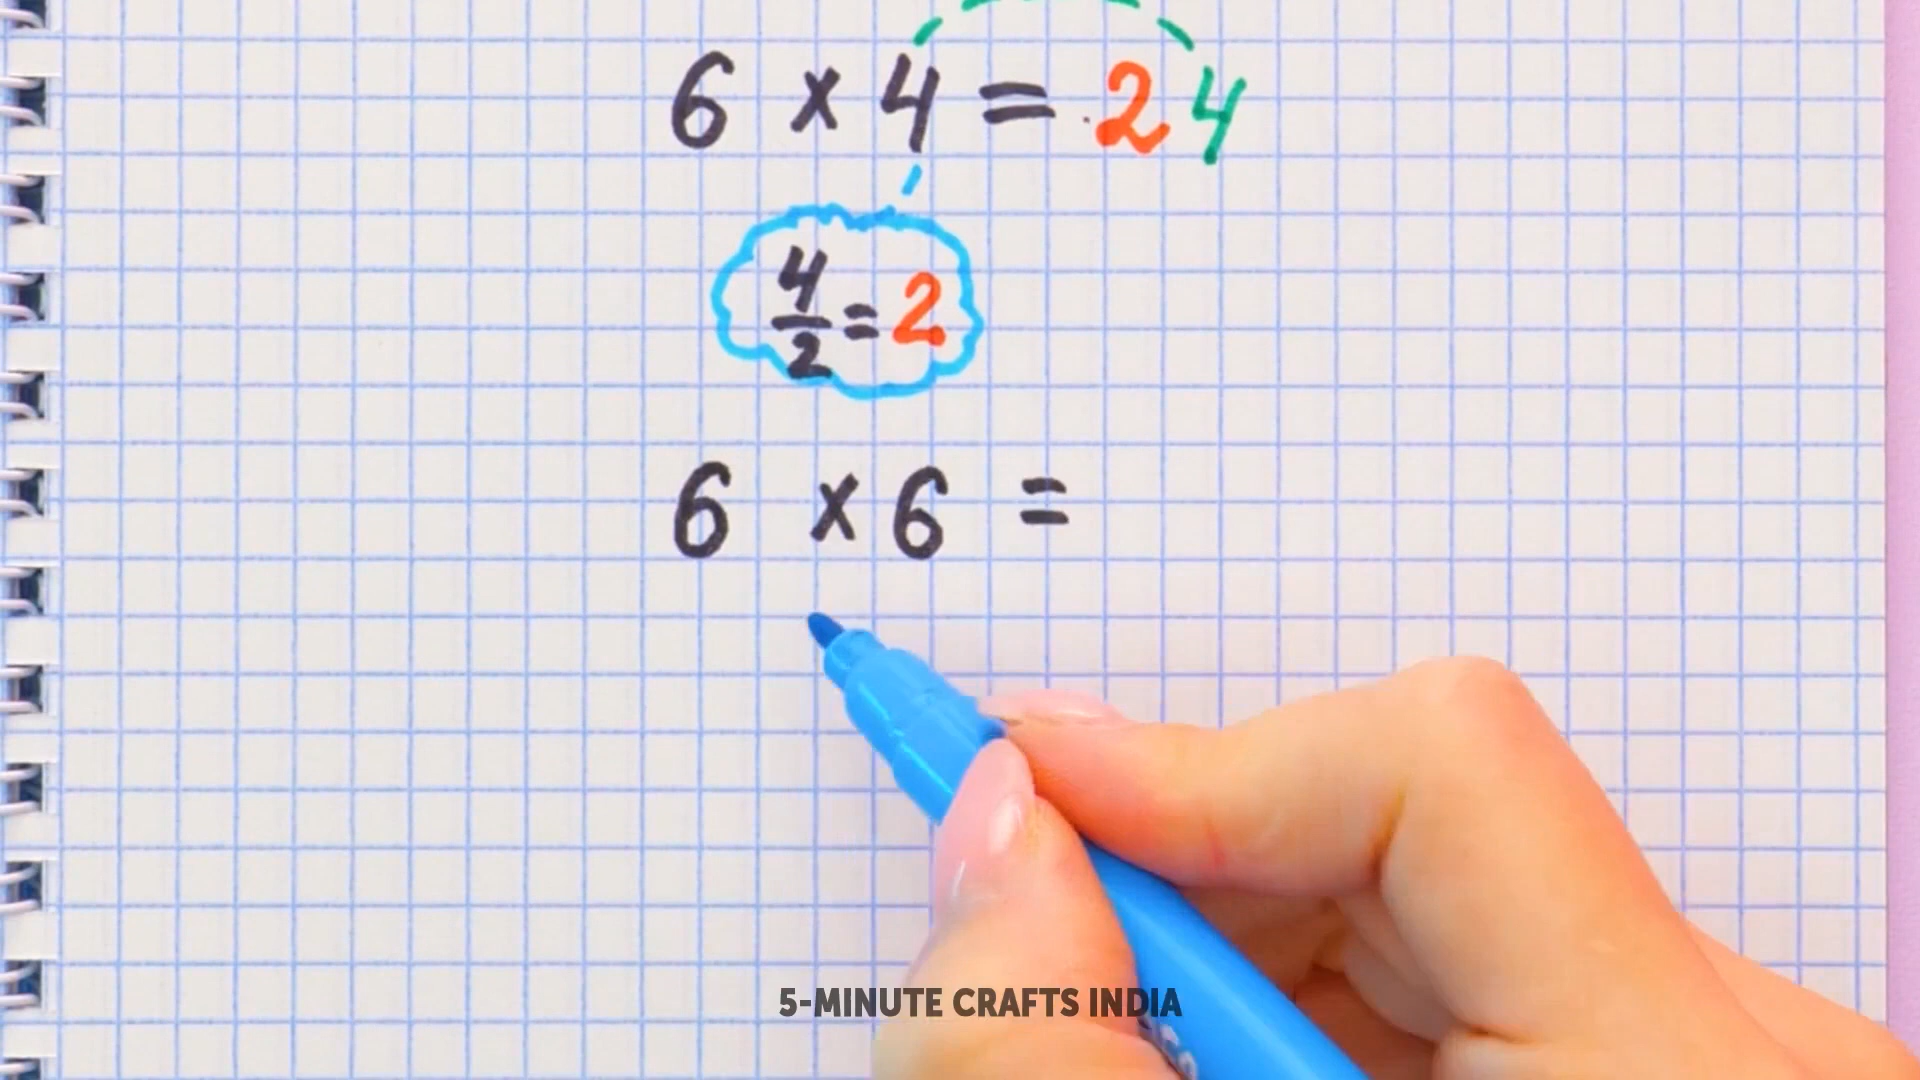 6 × 4 = 24
4/2 = 2
6 × 6 =
5-MINUTE CRAFTS INDIA